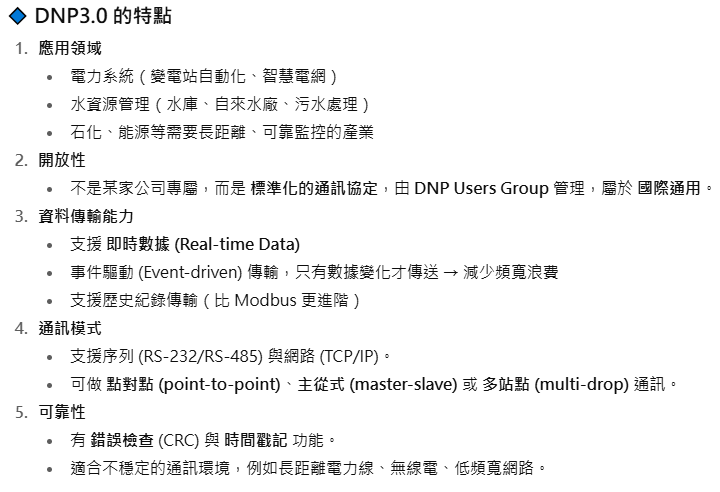 DNP3.0 的特點
1. 應用領域
• 電力系統（變電站自動化、智慧電網）
• 水資源管理（水庫、自來水廠、污水處理）
• 石化、能源等需要長距離、可靠監控的產業
2. 開放性
• 不是某家公司專屬，而是 標準化的通訊協定，由 DNP Users Group 管理，屬於 國際通用。
3. 資料傳輸能力
• 支援 即時數據 (Real-time Data)
• 事件驅動 (Event-driven) 傳輸，只有數據變化才傳送 → 減少頻寬浪費
• 支援歷史紀錄傳輸（比 Modbus 更進階）
4. 通訊模式
• 支援序列 (RS-232/RS-485) 與網路 (TCP/IP)。
• 可做 點對點 (point-to-point)、主從式 (master-slave) 或 多站點 (multi-drop) 通訊。
5. 可靠性
• 有 錯誤檢查 (CRC) 與 時間戳記 功能。
• 適合不穩定的通訊環境，例如長距離電力線、無線電、低頻寬網路。